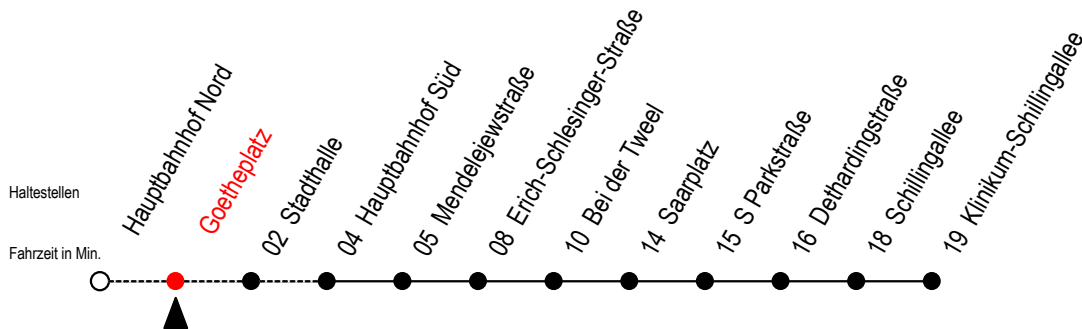 Haltestellen
Fahrzeit in Min.
Hauptbahnhof Nord
Goetheplatz
02 Stadthalle
04 Hauptbahnhof Süd
05 Mendelejewstraße
08 Erich-Schlesinger-Straße
10 Bei der Tweel
14 Saarplatz
15 S Parkstraße
16 Dethardingstraße
18 Schillingallee
19 Klinikum-Schillingallee